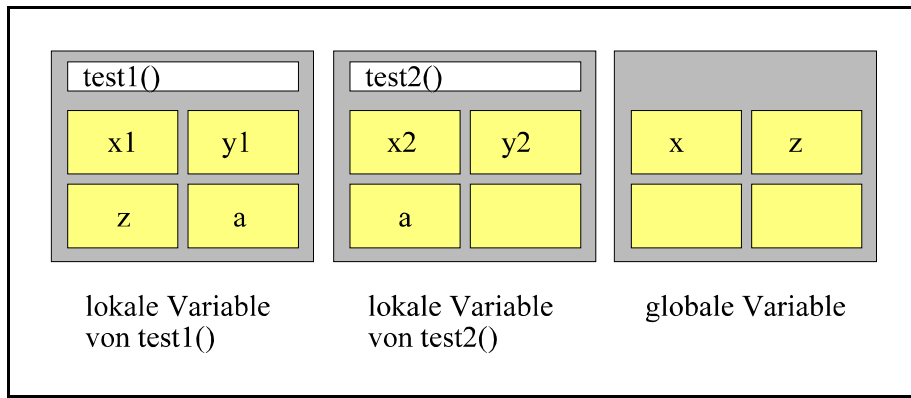 test1()
x1 y1
z a
lokale Variable
von test1()
test2()
x2 y2
a
lokale Variable
von test2()
x z
globale Variable